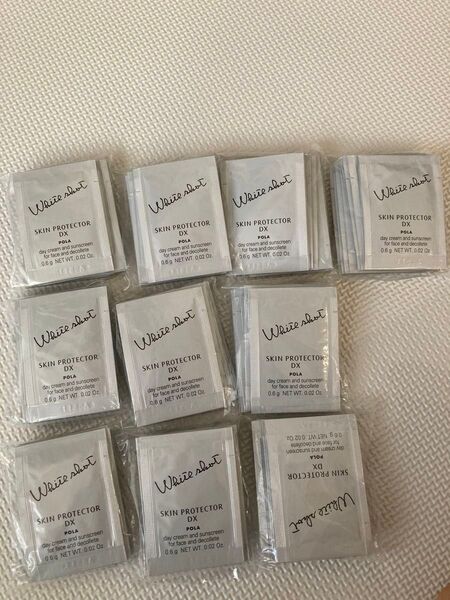 White shot
SKIN PROTECTOR
DX
POLA
day cream and sunscreen
for face and decollete
0.6 g NET WT. 0.02 Oz.
White shot
SKIN PROTECTOR
DX
POLA
day cream and sunscreen
for face and decollete
0.6 g NET WT. 0.02 Oz.
White shot
SKIN PROTECTOR
DX
POLA
day cream and sunscreen
for face and decollete
0.6 g NET WT. 0.02 Oz.
White shot
SKIN PROTECTOR
DX
POLA
day cream and sunscreen
for face and decollete
0.6 g NET WT. 0.02 Oz.
White shot
SKIN PROTECTOR
DX
POLA
day cream and sunscreen
for face and decollete
0.6 g NET WT. 0.02 Oz.
White shot
SKIN PROTECTOR
DX
POLA
day cream and sunscreen
for face and decollete
0.6 g NET WT. 0.02 Oz.
White shot
SKIN PROTECTOR
DX
POLA
day cream and sunscreen
for face and decollete
0.6 g NET WT. 0.02 Oz.
White shot
SKIN PROTECTOR
DX
POLA
day cream and sunscreen
for face and decollete
0.6 g NET WT. 0.02 Oz.
White shot
SKIN PROTECTOR
DX
POLA
day cream and sunscreen
for face and decollete
0.6 g NET WT. 0.02 Oz.
White shot
SKIN PROTECTOR
DX
POLA
day cream and sunscreen
for face and decollete
0.6 g NET WT. 0.02 Oz.